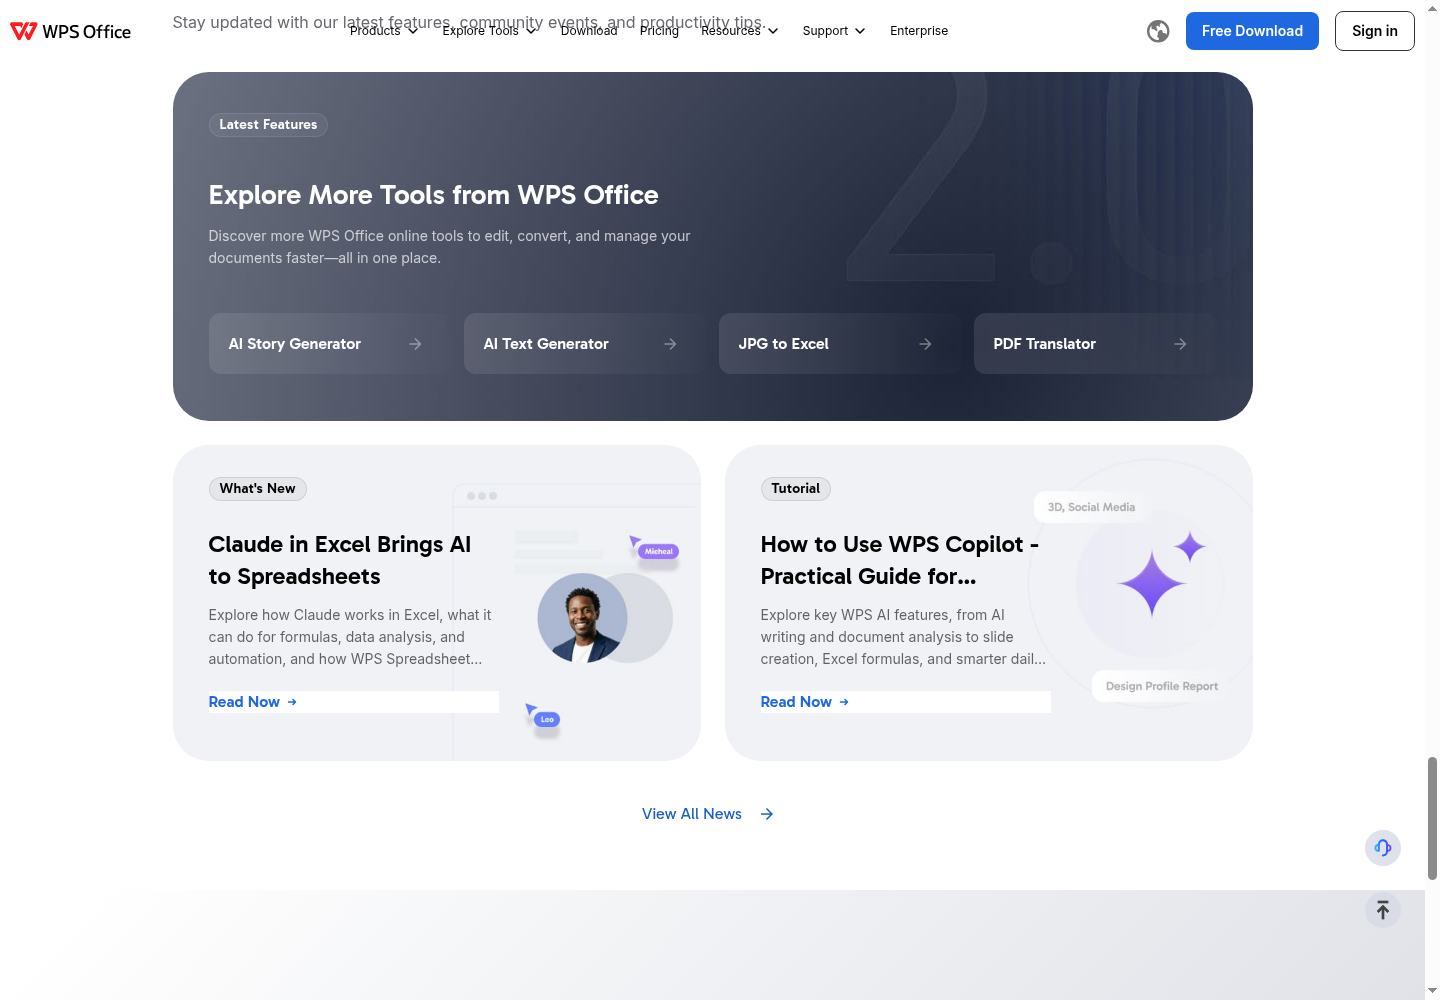 Stay updated with our latest features, community events, and productivity tips.
WPS Office
Products
Explore Tools
Download
Pricing
Resources
Support
Enterprise
Free Download
Sign in
Latest Features
2.0
Explore More Tools from WPS Office
Discover more WPS Office online tools to edit, convert, and manage your
documents faster—all in one place.
AI Story Generator
AI Text Generator
JPG to Excel
PDF Translator
What's New
Claude in Excel Brings AI
to Spreadsheets
Explore how Claude works in Excel, what it
can do for formulas, data analysis, and
automation, and how WPS Spreadsheet...
Read Now
Micheal
Leo
Tutorial
How to Use WPS Copilot -
Practical Guide for...
Explore key WPS AI features, from AI
writing and document analysis to slide
creation, Excel formulas, and smarter dail...
Read Now
3D, Social Media
Design Profile Report
View All News